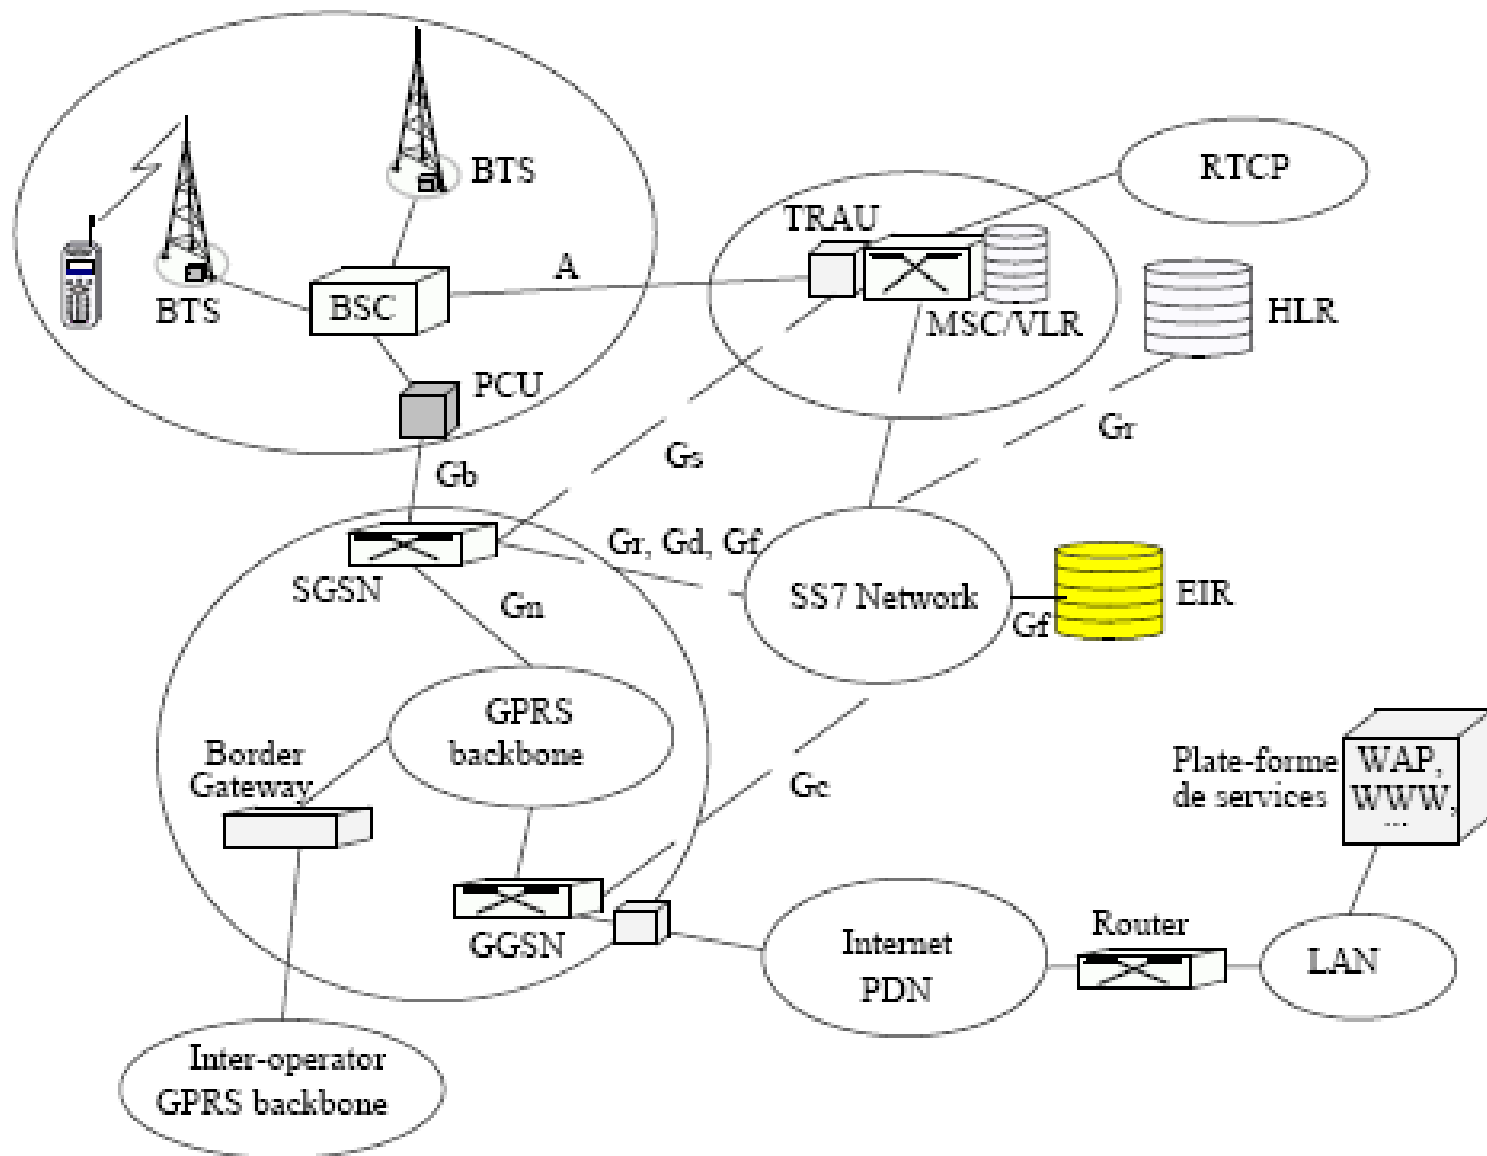 BTS
RTCP
TRAU
A
BTS
BSC
MSC/VLR
HLR
PCU
Gr
Gs
Gb
Gr, Gd, Gf
SGSN
Gn
SS7 Network
EIR
Gf
GPRS
backbone
Border
Gateway
Gc
Plate-forme
de services
WAP,
WWW,
...
GGSN
Internet
PDN
Router
LAN
Inter-operator
GPRS backbone